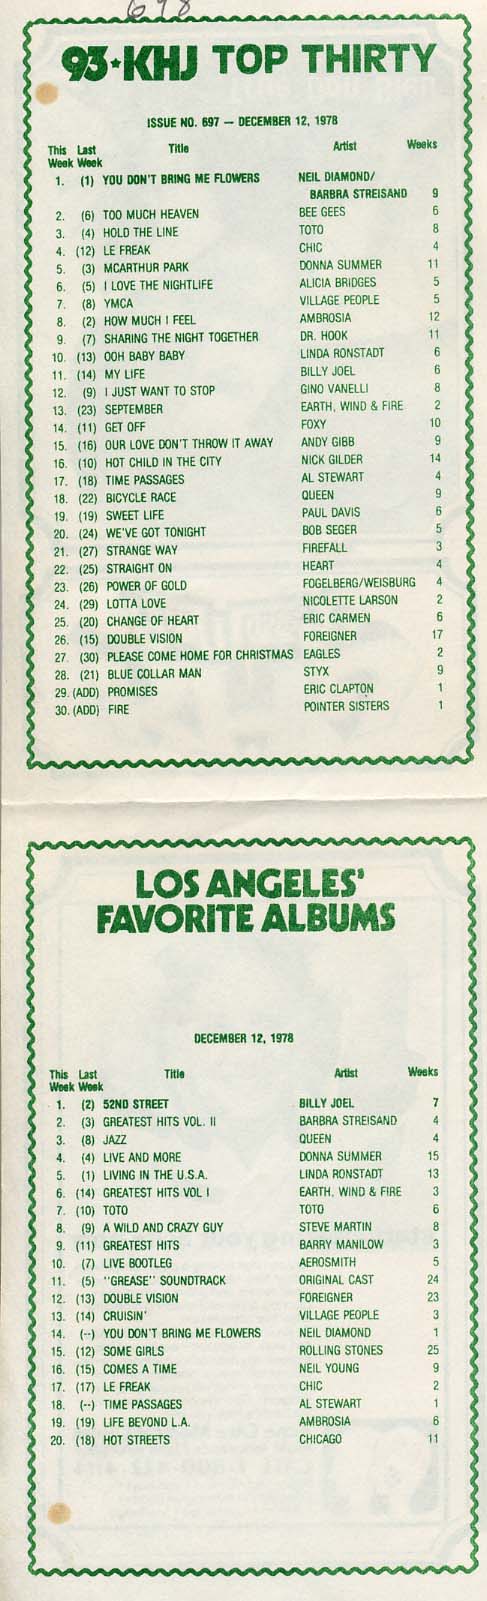 698
93★KHJ TOP THIRTY
ISSUE NO. 697 — DECEMBER 12, 1978
This Week Last Week Title Artist Weeks
1. (1) YOU DON'T BRING ME FLOWERS NEIL DIAMOND/
BARBRA STREISAND 9
2. (6) TOO MUCH HEAVEN BEE GEES 6
3. (4) HOLD THE LINE TOTO 8
4. (12) LE FREAK CHIC 4
5. (3) MCARTHUR PARK DONNA SUMMER 11
6. (5) I LOVE THE NIGHTLIFE ALICIA BRIDGES 5
7. (8) YMCA VILLAGE PEOPLE 5
8. (2) HOW MUCH I FEEL AMBROSIA 12
9. (7) SHARING THE NIGHT TOGETHER DR. HOOK 11
10. (13) OOH BABY BABY LINDA RONSTADT 6
11. (14) MY LIFE BILLY JOEL 6
12. (9) I JUST WANT TO STOP GINO VANELLI 8
13. (23) SEPTEMBER EARTH, WIND & FIRE 2
14. (11) GET OFF FOXY 10
15. (16) OUR LOVE DON'T THROW IT AWAY ANDY GIBB 9
16. (10) HOT CHILD IN THE CITY NICK GILDER 14
17. (18) TIME PASSAGES AL STEWART 4
18. (22) BICYCLE RACE QUEEN 9
19. (19) SWEET LIFE PAUL DAVIS 6
20. (24) WE'VE GOT TONIGHT BOB SEGER 5
21. (27) STRANGE WAY FIREFALL 3
22. (25) STRAIGHT ON HEART 4
23. (26) POWER OF GOLD FOGELBERG/WEISBURG 4
24. (29) LOTTA LOVE NICOLETTE LARSON 2
25. (20) CHANGE OF HEART ERIC CARMEN 6
26. (15) DOUBLE VISION FOREIGNER 17
27. (30) PLEASE COME HOME FOR CHRISTMAS EAGLES 2
28. (21) BLUE COLLAR MAN STYX 9
29. (ADD) PROMISES ERIC CLAPTON 1
30. (ADD) FIRE POINTER SISTERS 1
LOS ANGELES'
FAVORITE ALBUMS
DECEMBER 12, 1978
This Week Last Week Title Artist Weeks
1. (2) 52ND STREET BILLY JOEL 7
2. (3) GREATEST HITS VOL. II BARBRA STREISAND 4
3. (8) JAZZ QUEEN 4
4. (4) LIVE AND MORE DONNA SUMMER 15
5. (1) LIVING IN THE U.S.A. LINDA RONSTADT 13
6. (14) GREATEST HITS VOL I EARTH, WIND & FIRE 3
7. (10) TOTO TOTO 6
8. (9) A WILD AND CRAZY GUY STEVE MARTIN 8
9. (11) GREATEST HITS BARRY MANILOW 3
10. (7) LIVE BOOTLEG AEROSMITH 5
11. (5) "GREASE" SOUNDTRACK ORIGINAL CAST 24
12. (13) DOUBLE VISION FOREIGNER 23
13. (14) CRUISIN' VILLAGE PEOPLE 3
14. (--) YOU DON'T BRING ME FLOWERS NEIL DIAMOND 1
15. (12) SOME GIRLS ROLLING STONES 25
16. (15) COMES A TIME NEIL YOUNG 9
17. (17) LE FREAK CHIC 2
18. (--) TIME PASSAGES AL STEWART 1
19. (19) LIFE BEYOND L.A. AMBROSIA 6
20. (18) HOT STREETS CHICAGO 11